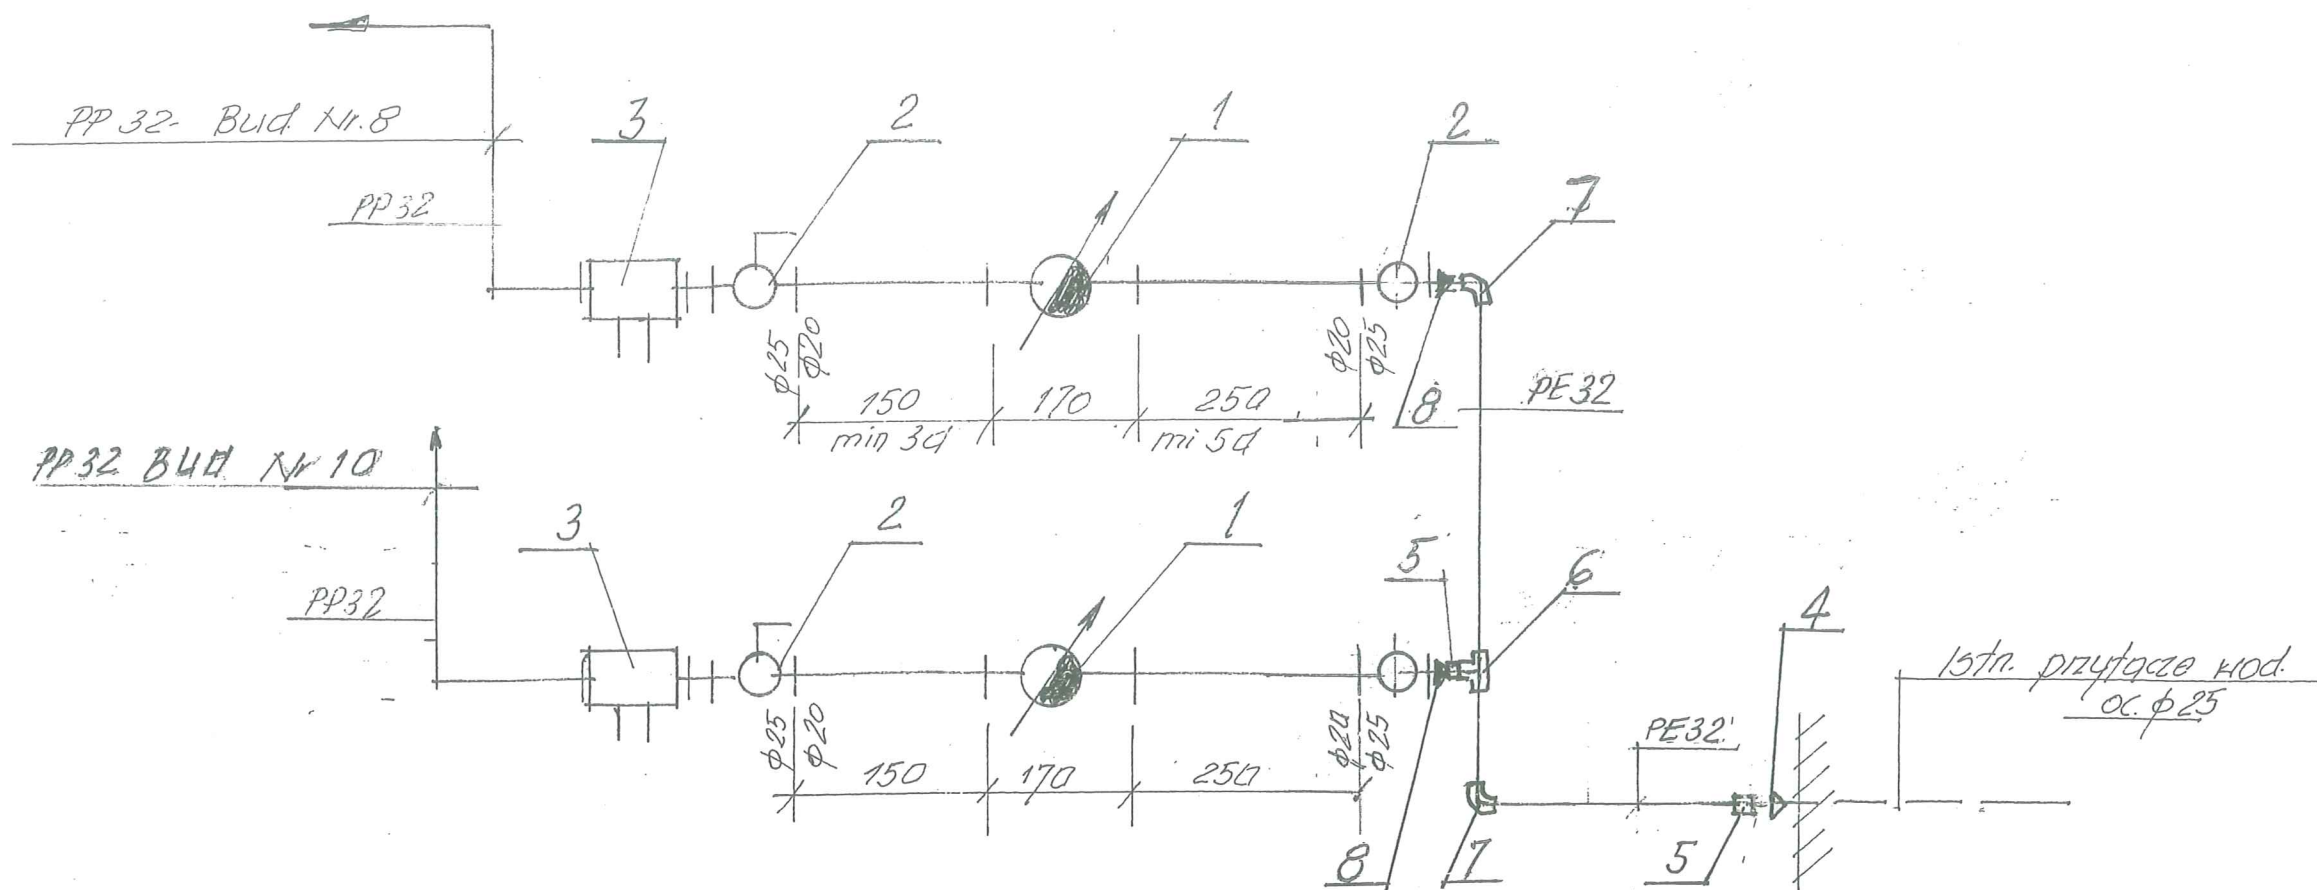 PP 32- Bud. Nr. 8
3
2
1
2
7
PP 32
φ25
φ20
φ20
φ25
150
170
250
min 3d
mi 5d
8
PE32
PP32 Bud Nr 10
3
2
1
5
6
4
PP32
Istn. przyłącze wod.
oc. φ25
φ25
φ20
φ20
φ25
PE32
150
170
250
8
7
5